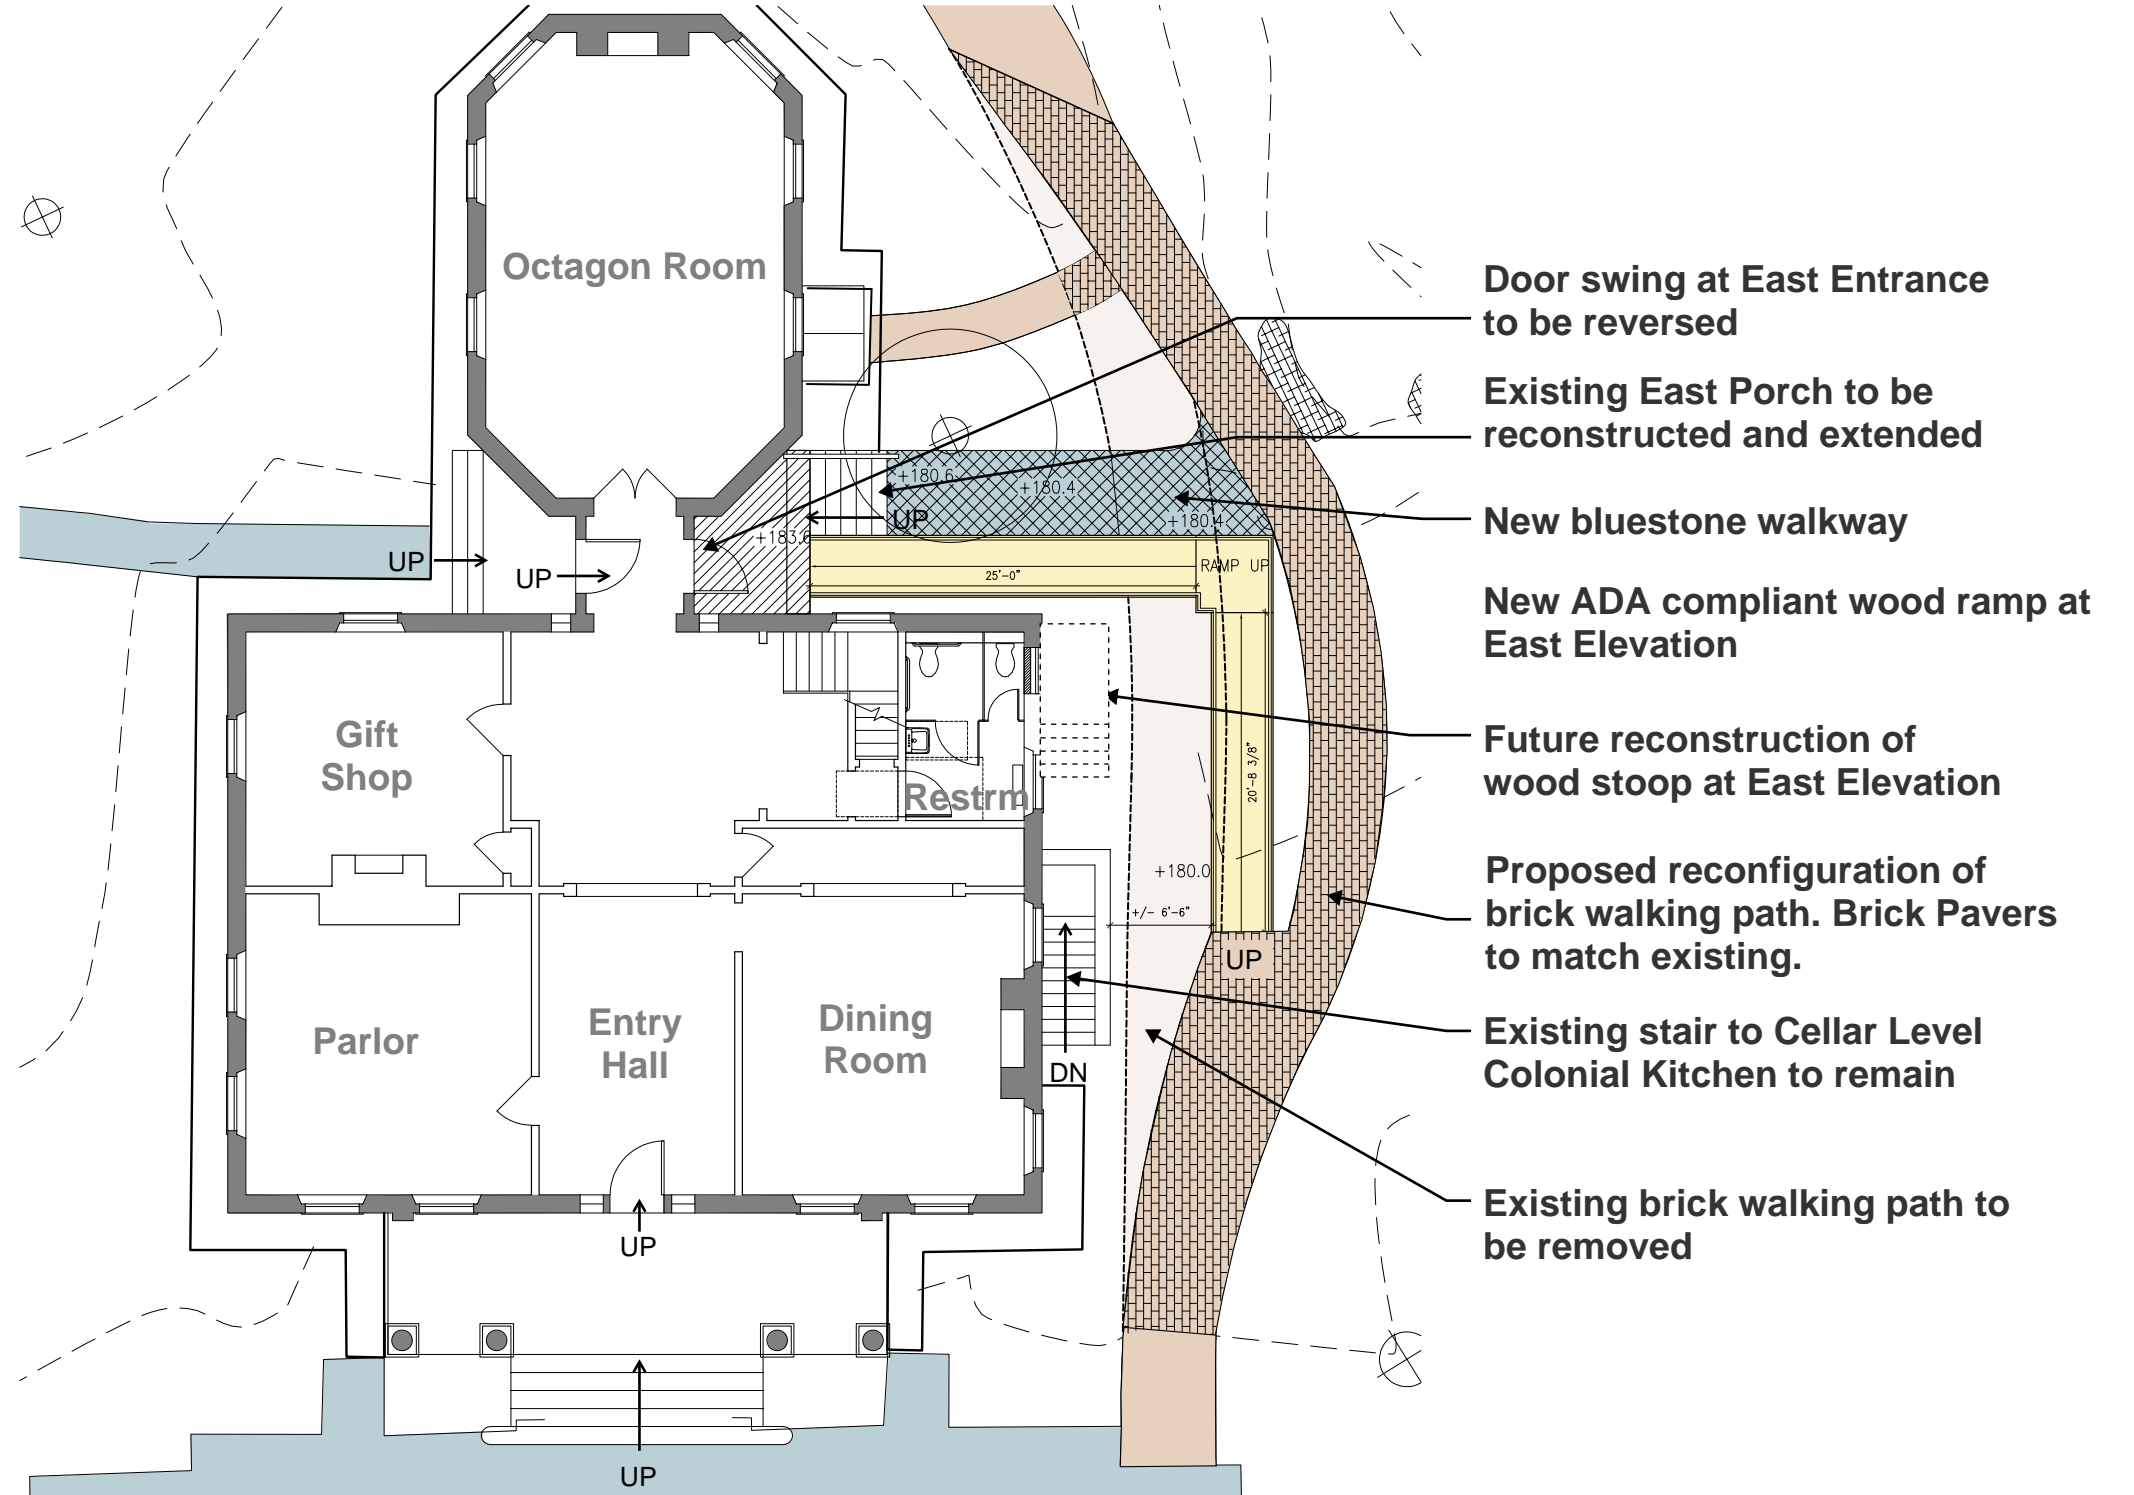 Octagon Room
Door swing at East Entrance
to be reversed
Existing East Porch to be
reconstructed and extended
+180.6
+180.4
UP
+180.4
New bluestone walkway
+183.6
UP
UP
RAMP UP
25'-0"
New ADA compliant wood ramp at
East Elevation
Gift
Shop
Restrm
20'-8 3/8"
Future reconstruction of
wood stoop at East Elevation
+180.0
+/- 6'-6"
Proposed reconfiguration of
brick walking path. Brick Pavers
to match existing.
UP
Parlor
Entry
Hall
Dining
Room
DN
Existing stair to Cellar Level
Colonial Kitchen to remain
UP
Existing brick walking path to
be removed
UP